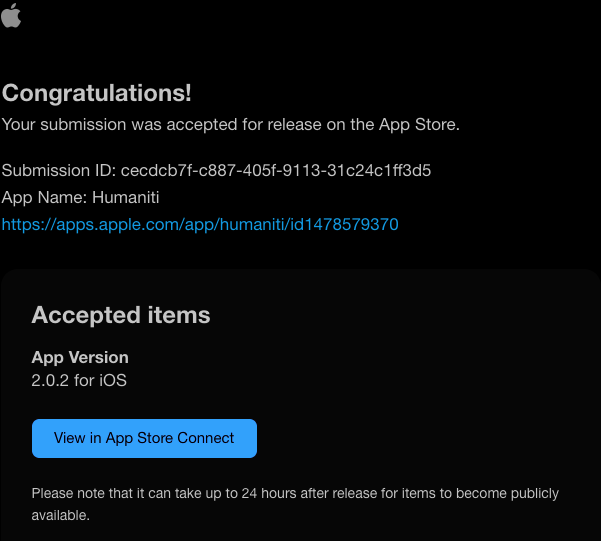 Congratulations!
Your submission was accepted for release on the App Store.
Submission ID: cecdcb7f-c887-405f-9113-31c24c1ff3d5
App Name: Humaniti
https://apps.apple.com/app/humaniti/id1478579370
Accepted items
App Version
2.0.2 for iOS
View in App Store Connect
Please note that it can take up to 24 hours after release for items to become publicly
available.